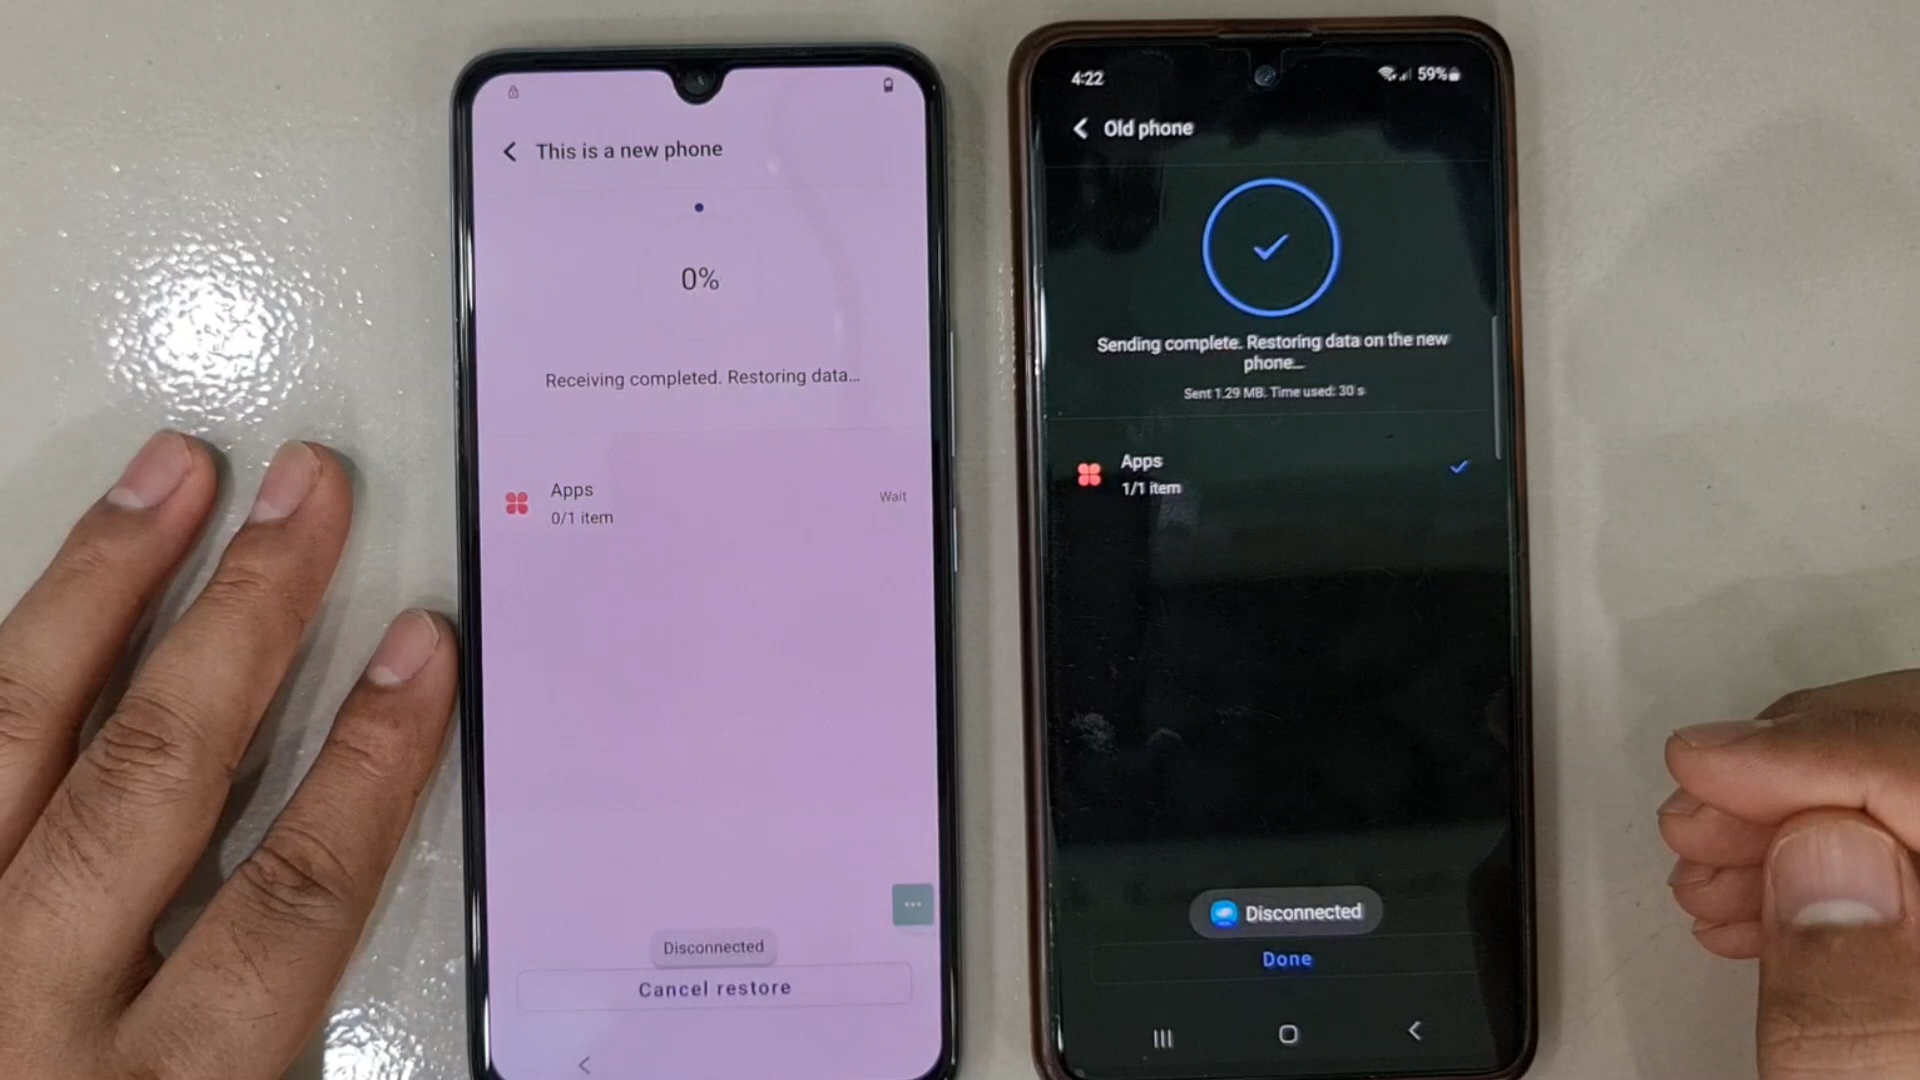 This is a new phone
0%
Receiving completed. Restoring data...
Apps
0/1 item
Wait
Disconnected
Cancel restore
4:22
59%
Old phone
Sending complete. Restoring data on the new
phone...
Sent 1.29 MB. Time used: 30 s
Apps
1/1 item
Disconnected
Done